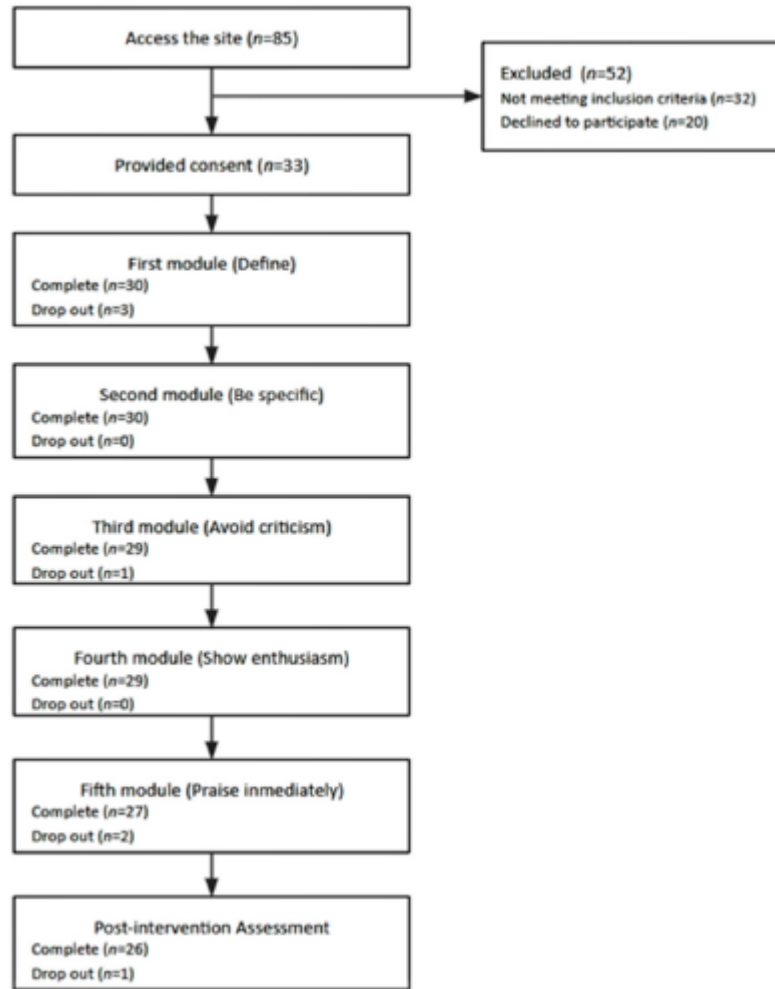 Access the site (n=85)
Excluded (n=52)
Not meeting inclusion criteria (n=32)
Declined to participate (n=20)
Provided consent (n=33)
First module (Define)
Complete (n=30)
Drop out (n=3)
Second module (Be specific)
Complete (n=30)
Drop out (n=0)
Third module (Avoid criticism)
Complete (n=29)
Drop out (n=1)
Fourth module (Show enthusiasm)
Complete (n=29)
Drop out (n=0)
Fifth module (Praise inmediately)
Complete (n=27)
Drop out (n=2)
Post-intervention Assessment
Complete (n=26)
Drop out (n=1)